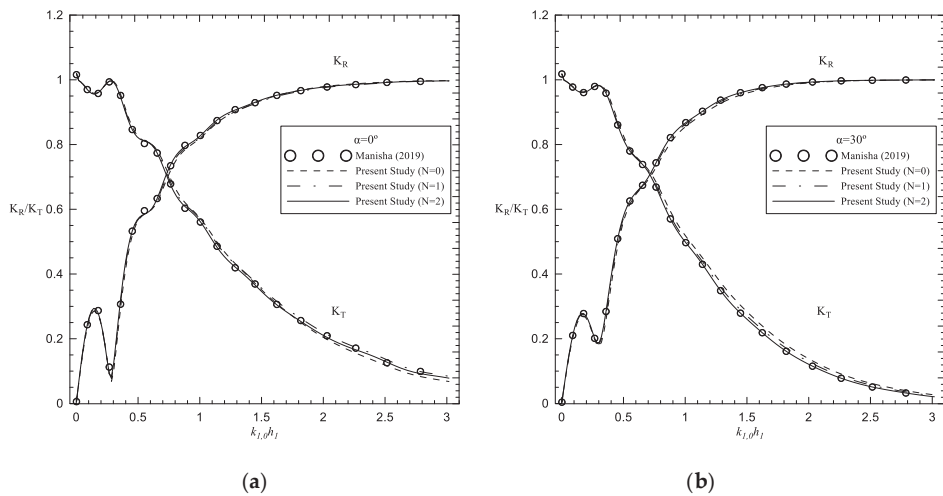 1.2
1
0.8
0.6
0.4
0.2
0
K_R/K_T
K_R
α=0°
Manisha (2019)
Present Study (N=0)
Present Study (N=1)
Present Study (N=2)
K_T
0 0.5 1 1.5 2 2.5 3
k_{1,0}h_1
(a)
1.2
1
0.8
0.6
0.4
0.2
0
K_R/K_T
K_R
α=30°
Manisha (2019)
Present Study (N=0)
Present Study (N=1)
Present Study (N=2)
K_T
0 0.5 1 1.5 2 2.5 3
k_{1,0}h_1
(b)